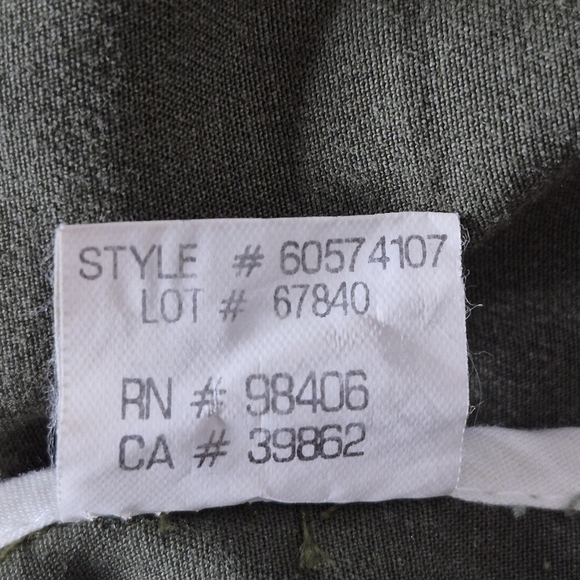 STYLE # 60574107
LOT # 67840
RN # 98406
CA # 39862